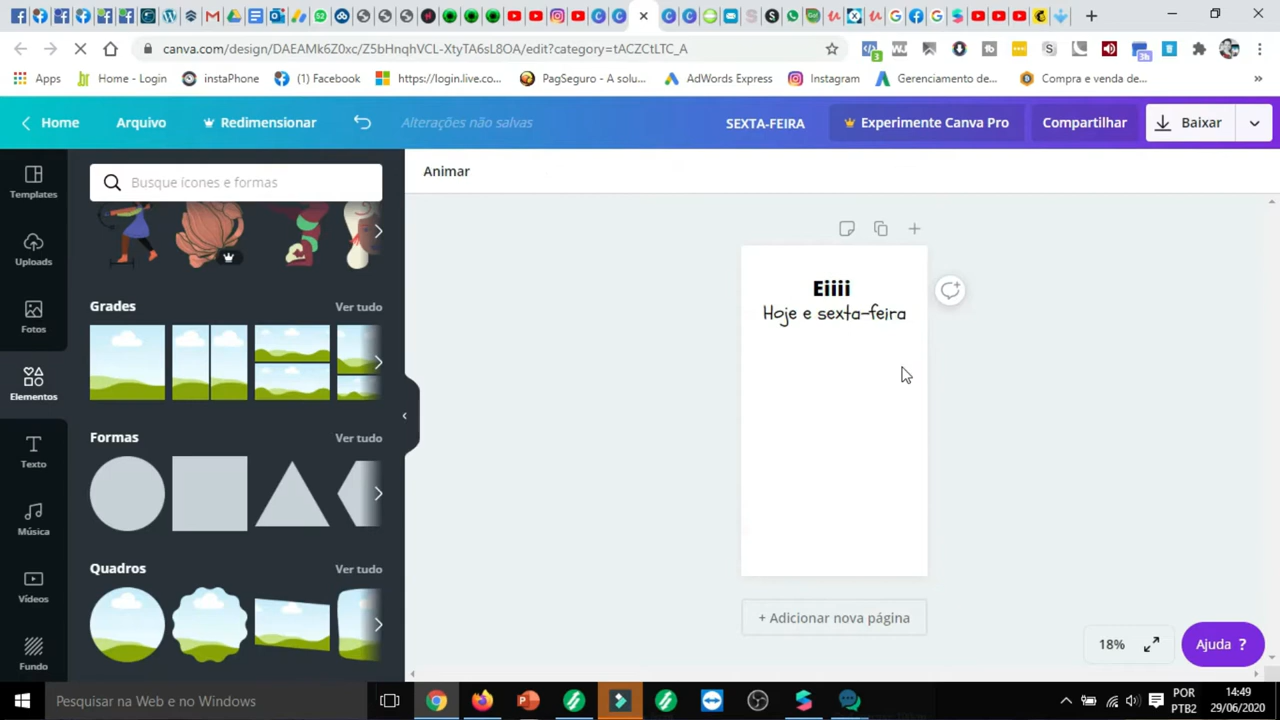 canva.com/design/DAEAMk6Z0xc/Z5bHnqhVCL-XtyTA6sL8OA/edit?category=tACZCtLTC_A
3
3h
Apps
Home - Login
instaPhone
(1) Facebook
https://login.live.co...
PagSeguro - A solu...
AdWords Express
Instagram
Gerenciamento de...
Compra e venda de...
»
Home
Arquivo
Redimensionar
Alterações não salvas
SEXTA-FEIRA
Experimente Canva Pro
Compartilhar
Baixar
Templates
Uploads
Fotos
Elementos
Texto
Música
Vídeos
Fundo
Busque ícones e formas
Grades
Ver tudo
Formas
Ver tudo
Quadros
Ver tudo
Animar
Eiiii
Hoje e sexta-feira
+ Adicionar nova página
18%
Ajuda ?
Pesquisar na Web e no Windows
POR
PTB2
14:49
29/06/2020